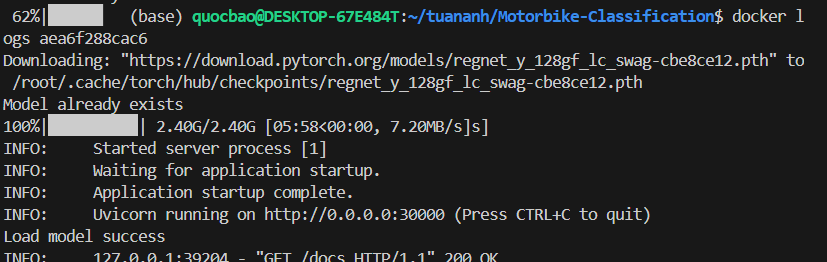 62%| | (base) quocbao@DESKTOP-67E484T:~/tuananh/Motorbike-Classification$ docker l
ogs aea6f288cac6
Downloading: "https://download.pytorch.org/models/regnet_y_128gf_lc_swag-cbe8ce12.pth" to
/root/.cache/torch/hub/checkpoints/regnet_y_128gf_lc_swag-cbe8ce12.pth
Model already exists
100%| | 2.40G/2.40G [05:58<00:00, 7.20MB/s]s]
INFO: Started server process [1]
INFO: Waiting for application startup.
INFO: Application startup complete.
INFO: Uvicorn running on http://0.0.0.0:30000 (Press CTRL+C to quit)
Load model success
INFO: 127.0.0.1:39204 - "GET /docs HTTP/1.1" 200 OK